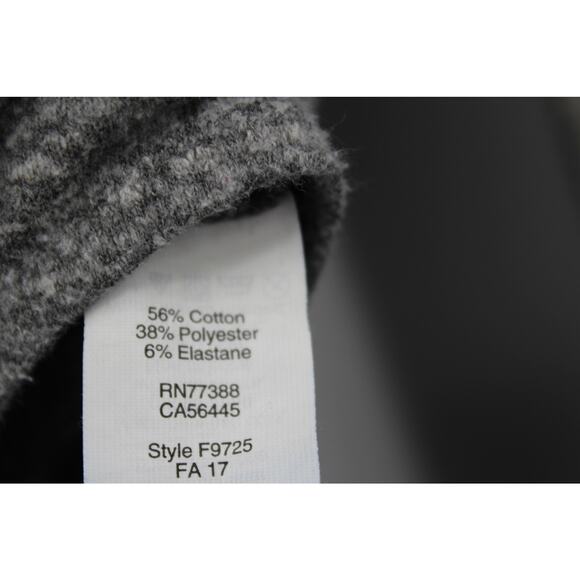 56% Cotton
38% Polyester
6% Elastane
RN77388
CA56445
Style F9725
FA 17